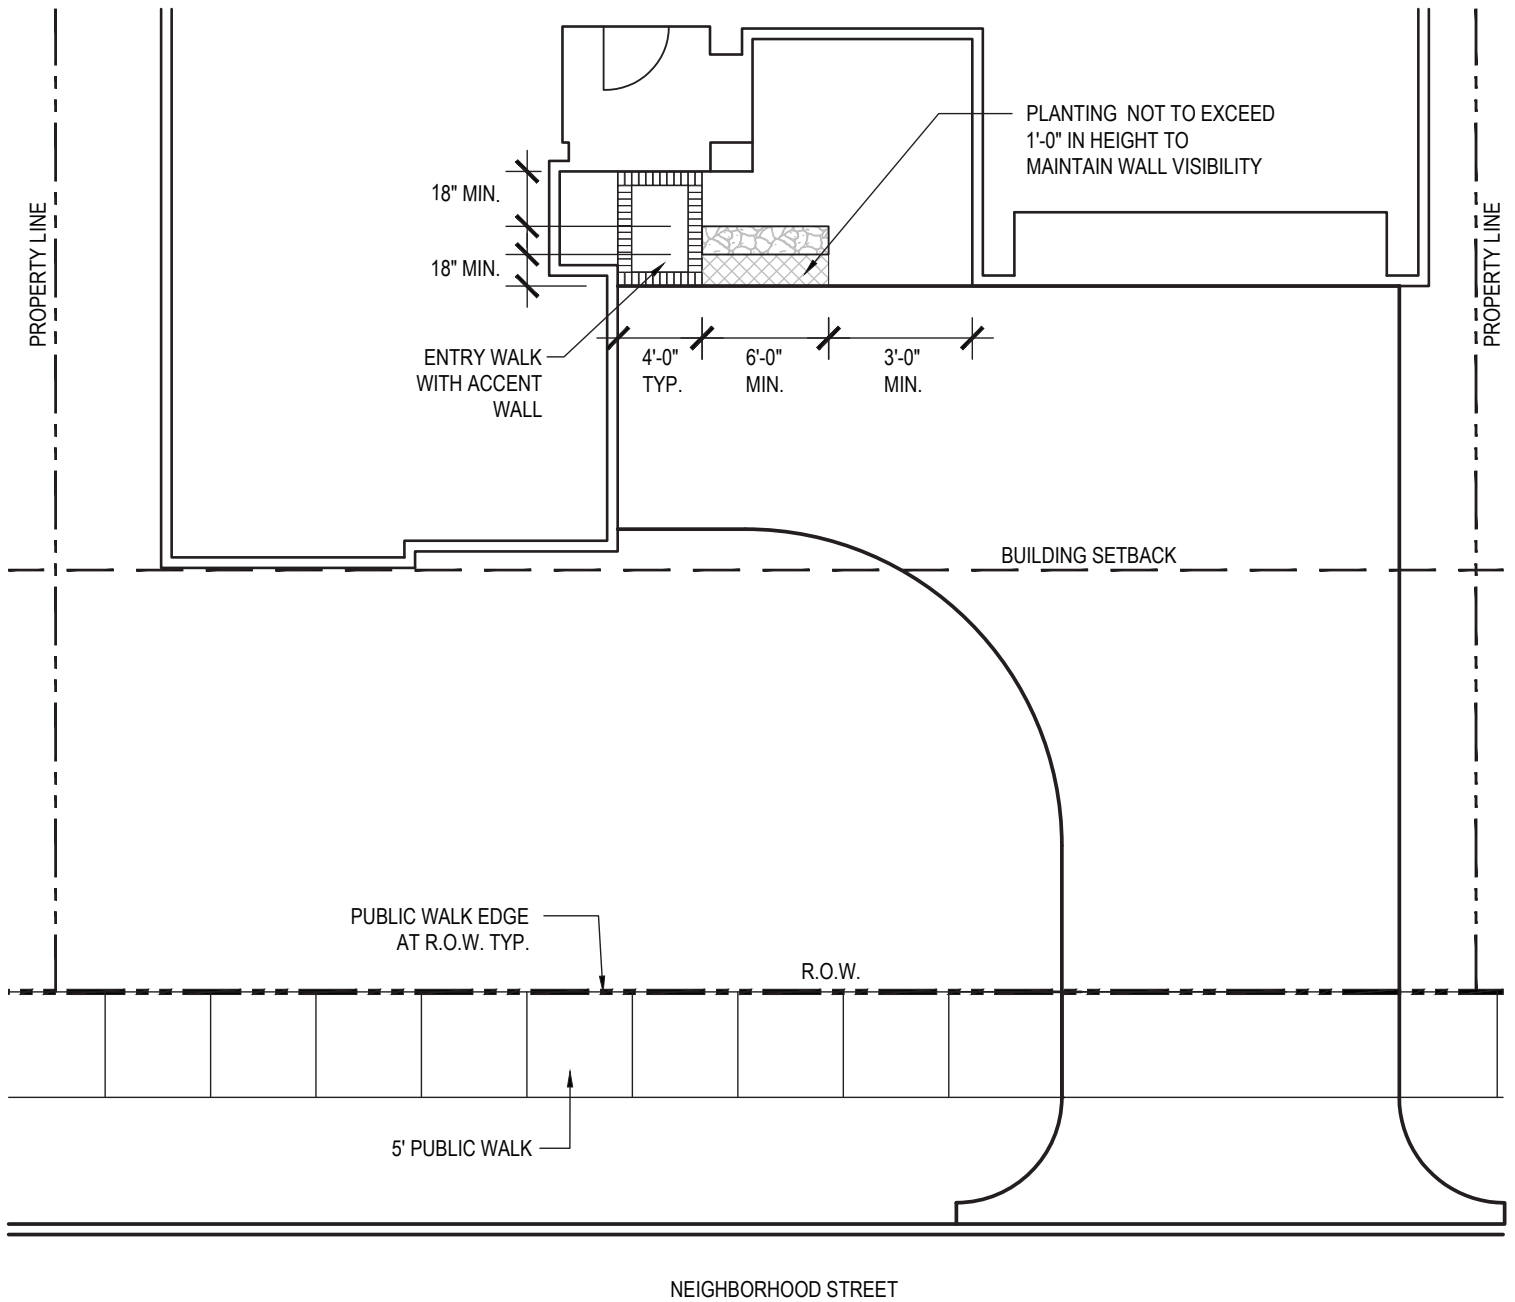 PLANTING NOT TO EXCEED
1'-0" IN HEIGHT TO
MAINTAIN WALL VISIBILITY
18" MIN.
18" MIN.
PROPERTY LINE
PROPERTY LINE
ENTRY WALK
WITH ACCENT
WALL
4'-0"
TYP.
6'-0"
MIN.
3'-0"
MIN.
BUILDING SETBACK
PUBLIC WALK EDGE
AT R.O.W. TYP.
R.O.W.
5' PUBLIC WALK
NEIGHBORHOOD STREET